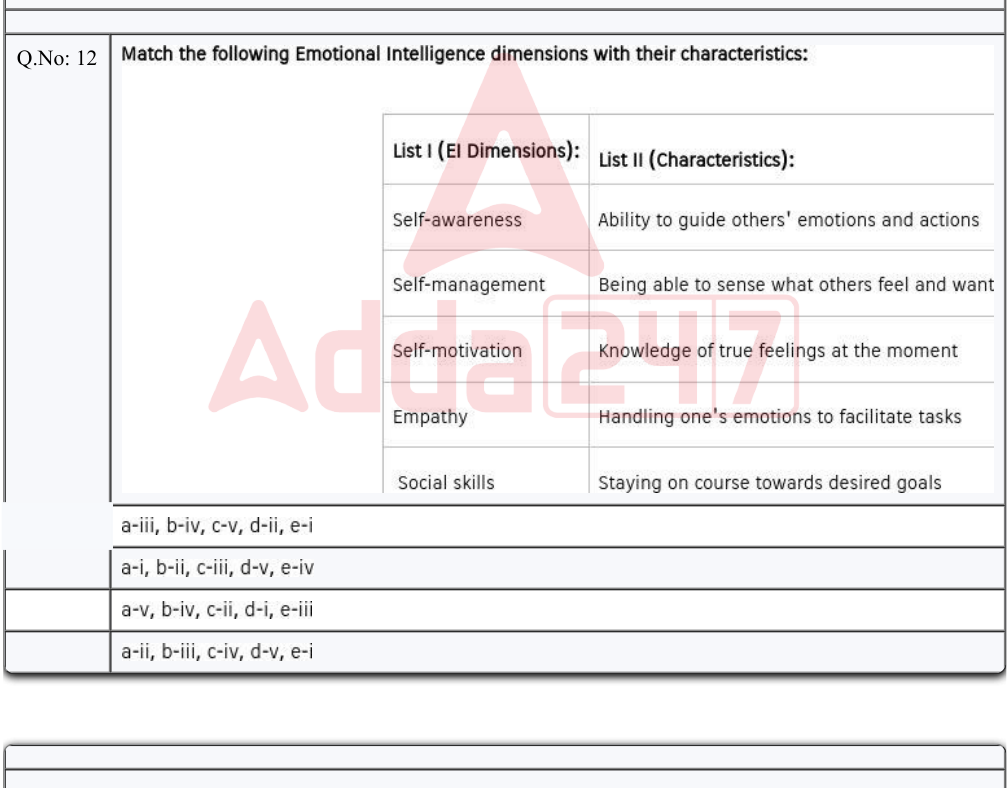 Q.No: 12
Match the following Emotional Intelligence dimensions with their characteristics:
List I (EI Dimensions):
List II (Characteristics):
Self-awareness
Ability to guide others' emotions and actions
Self-management
Being able to sense what others feel and want
Self-motivation
Knowledge of true feelings at the moment
Empathy
Handling one's emotions to facilitate tasks
Social skills
Staying on course towards desired goals
Adda247
a-iii, b-iv, c-v, d-ii, e-i
a-i, b-ii, c-iii, d-v, e-iv
a-v, b-iv, c-ii, d-i, e-iii
a-ii, b-iii, c-iv, d-v, e-i